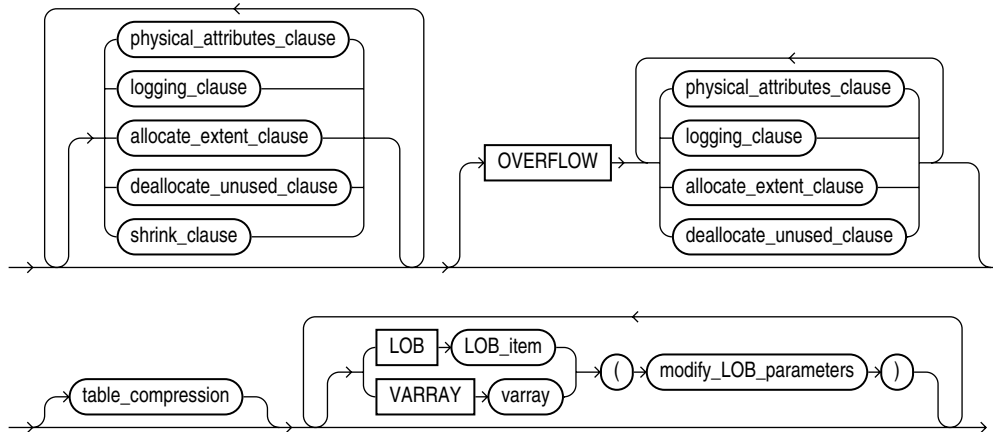 physical_attributes_clause
logging_clause
allocate_extent_clause
deallocate_unused_clause
shrink_clause
OVERFLOW
physical_attributes_clause
logging_clause
allocate_extent_clause
deallocate_unused_clause
table_compression
LOB LOB_item
VARRAY varray
( modify_LOB_parameters )